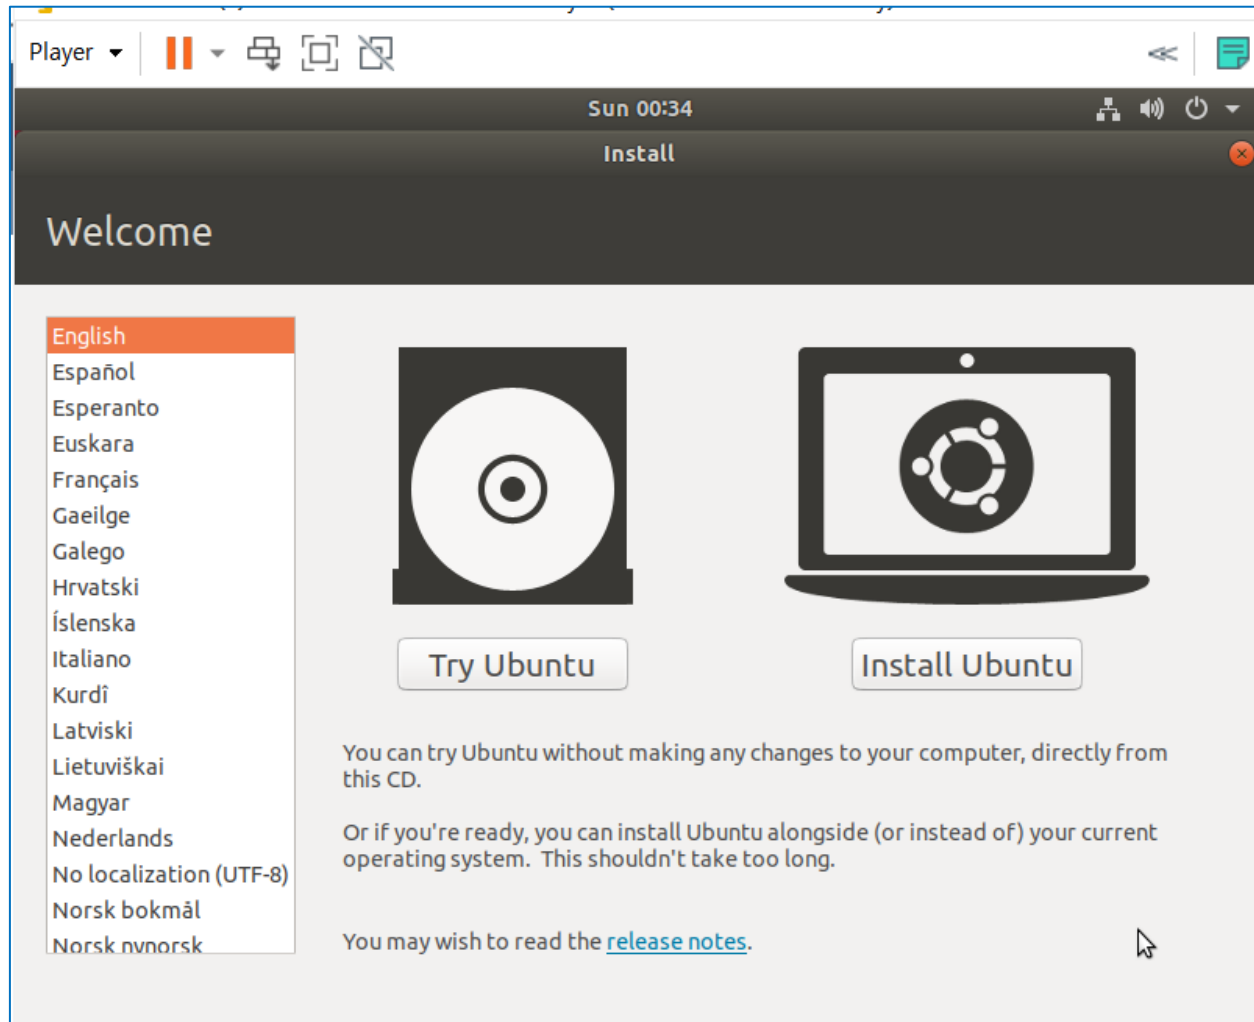 Player
Sun 00:34
Install
Welcome
English
Español
Esperanto
Euskara
Français
Gaeilge
Galego
Hrvatski
Íslenska
Italiano
Kurdî
Latviski
Lietuviškai
Magyar
Nederlands
No localization (UTF-8)
Norsk bokmål
Norsk nynorsk
Try Ubuntu
Install Ubuntu
You can try Ubuntu without making any changes to your computer, directly from
this CD.
Or if you're ready, you can install Ubuntu alongside (or instead of) your current
operating system. This shouldn't take too long.
You may wish to read the release notes.